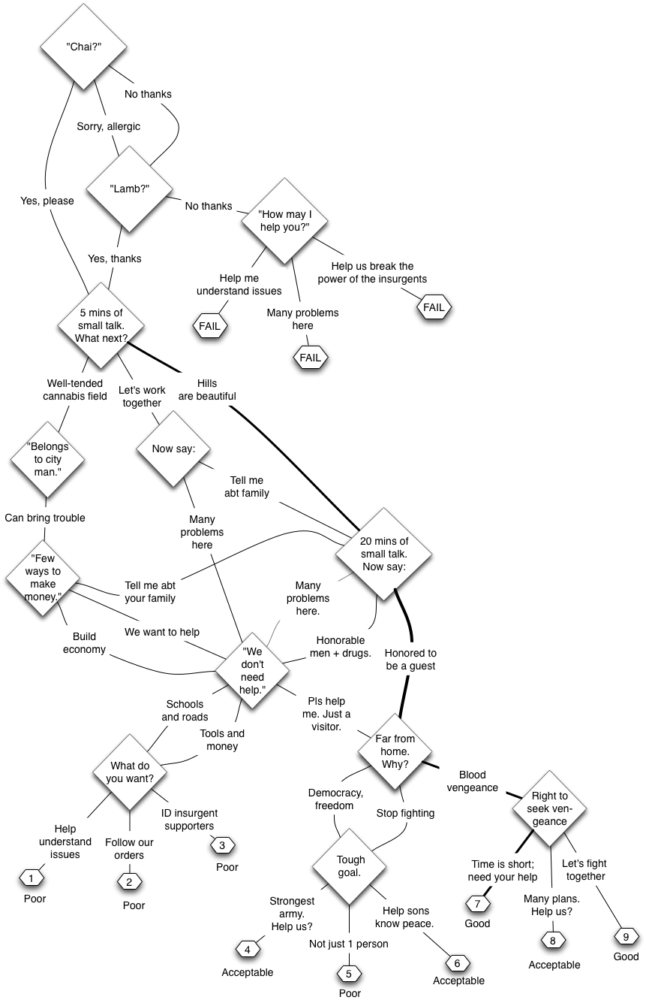 "Chai?"
No thanks
Sorry, allergic
"Lamb?"
Yes, please
No thanks
"How may I
help you?"
Yes, thanks
Help me
understand issues
Help us break the
power of the insurgents
FAIL
Many problems
here
FAIL
FAIL
5 mins of
small talk.
What next?
Well-tended
cannabis field
Let's work
together
Hills
are beautiful
"Belongs
to city
man."
Now say:
Tell me
abt family
Can bring trouble
Many
problems
here
20 mins of
small talk.
Now say:
"Few
ways to
make
money."
Tell me abt
your family
Many
problems
here.
We want to help
Build
economy
Honorable
men + drugs.
Honored to
be a guest
"We
don't
need
help."
Schools
and roads
Tools and
money
Pls help
me. Just a
visitor.
Far from
home.
Why?
What do
you want?
Democracy,
freedom
Stop fighting
Blood
vengeance
Right to
seek ven-
geance
Help
understand
issues
Follow our
orders
ID insurgent
supporters
1
Poor
2
Poor
3
Poor
Tough
goal.
Strongest
army.
Help us?
Not just 1 person
Help sons
know peace.
4
Acceptable
5
Poor
6
Acceptable
Time is short;
need your help
Many plans.
Help us?
Let's fight
together
7
Good
8
Acceptable
9
Good